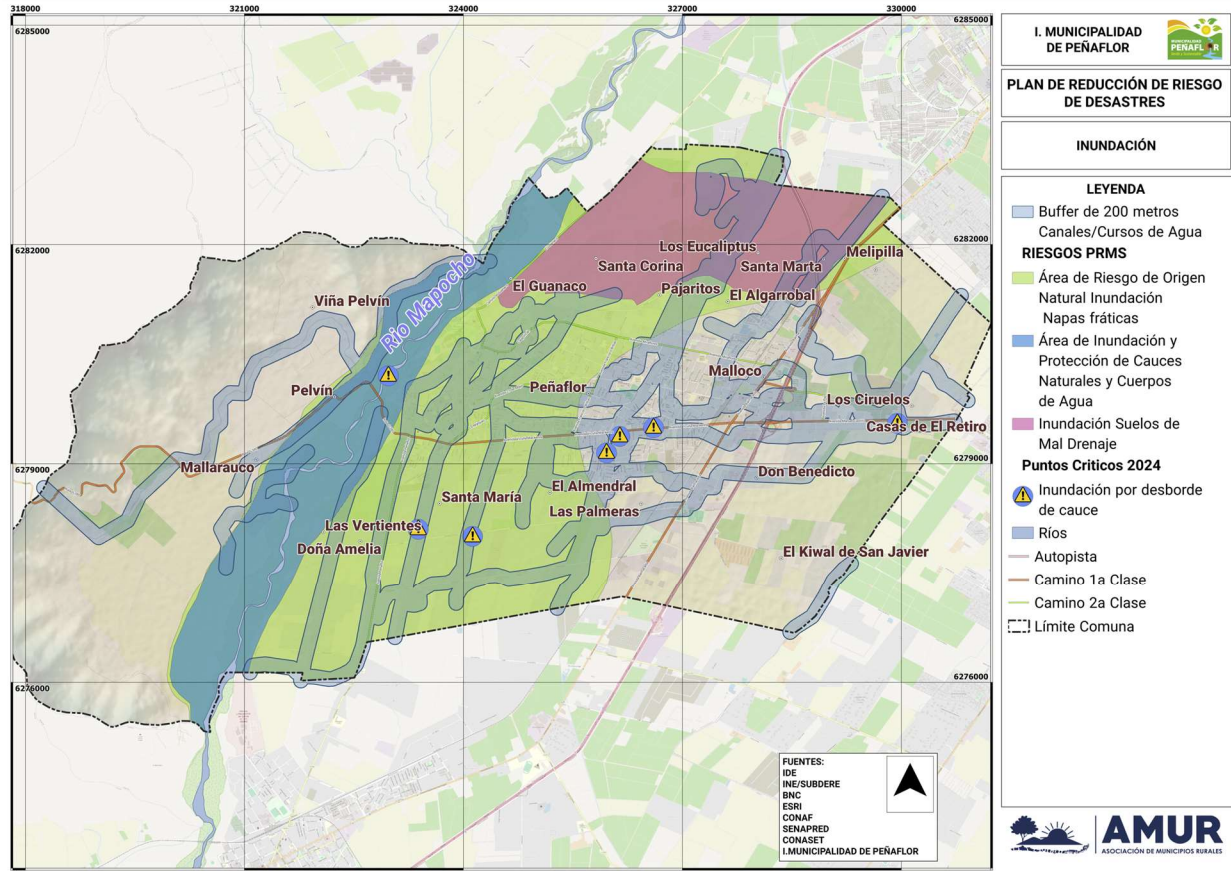 318000
321000
324000
327000
330000
6285000
6285000
6282000
6282000
6279000
6279000
6276000
6276000
Los Eucaliptus
Melipilla
Santa Corina
Santa Marta
El Guanaco
Pajaritos
El Algarrobal
Viña Pelvín
Rio Mapocho
Pelvín
Peñaflor
Malloco
Los Ciruelos
Casas de El Retiro
Mallarauco
Don Benedicto
El Almendral
Santa María
Las Palmeras
Las Vertientes
Doña Amelia
El Kiwal de San Javier
FUENTES:
IDE
INE/SUBDERE
BNC
ESRI
CONAF
SENAPRED
CONASET
I.MUNICIPALIDAD DE PEÑAFLOR
I. MUNICIPALIDAD
DE PEÑAFLOR
MUNICIPALIDAD
PEÑAFLOR
PLAN DE REDUCCIÓN DE RIESGO
DE DESASTRES
INUNDACIÓN
LEYENDA
Buffer de 200 metros
Canales/Cursos de Agua
RIESGOS PRMS
Área de Riesgo de Origen
Natural Inundación
Napas fráticas
Área de Inundación y
Protección de Cauces
Naturales y Cuerpos
de Agua
Inundación Suelos de
Mal Drenaje
Puntos Criticos 2024
Inundación por desborde
de cauce
Ríos
Autopista
Camino 1a Clase
Camino 2a Clase
Límite Comuna
AMUR
ASOCIACIÓN DE MUNICIPIOS RURALES